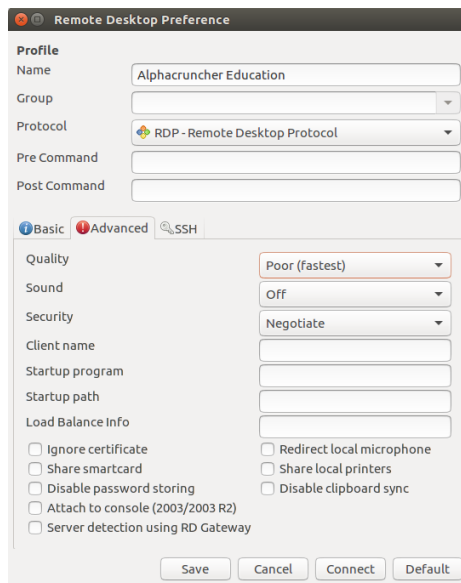 Remote Desktop Preference
Profile
Name Alphacruncher Education
Group
Protocol RDP - Remote Desktop Protocol
Pre Command
Post Command
Basic Advanced SSH
Quality Poor (fastest)
Sound Off
Security Negotiate
Client name
Startup program
Startup path
Load Balance Info
Ignore certificate Redirect local microphone
Share smartcard Share local printers
Disable password storing Disable clipboard sync
Attach to console (2003/2003 R2)
Server detection using RD Gateway
Save Cancel Connect Default